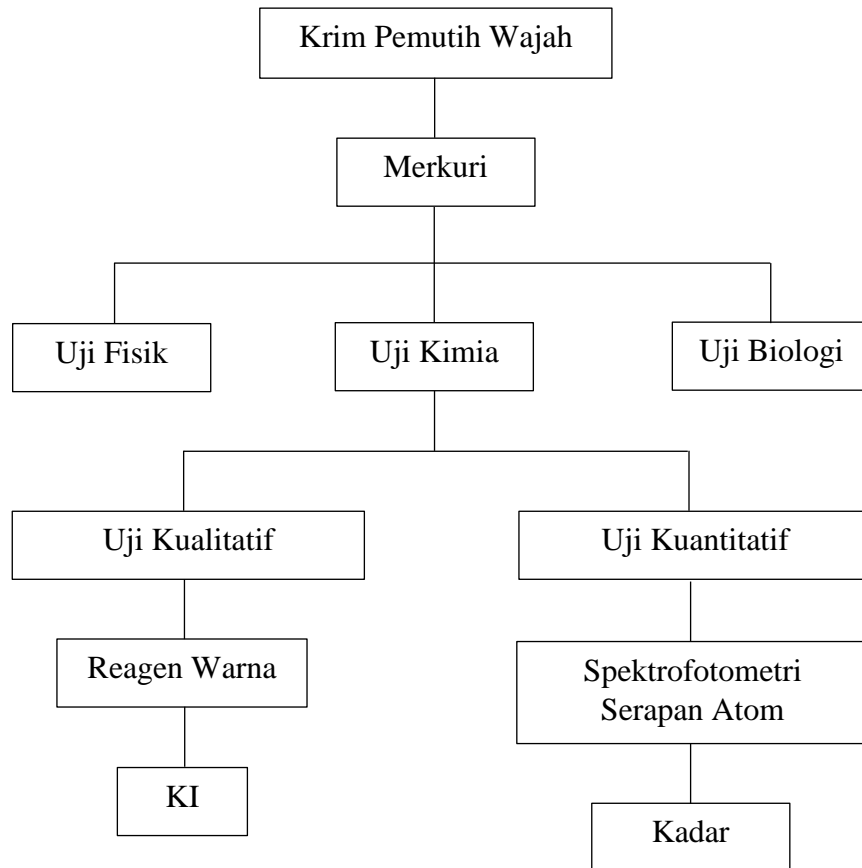 Krim Pemutih Wajah
Merkuri
Uji Fisik
Uji Kimia
Uji Biologi
Uji Kualitatif
Uji Kuantitatif
Reagen Warna
Spektrofotometri
Serapan Atom
KI
Kadar